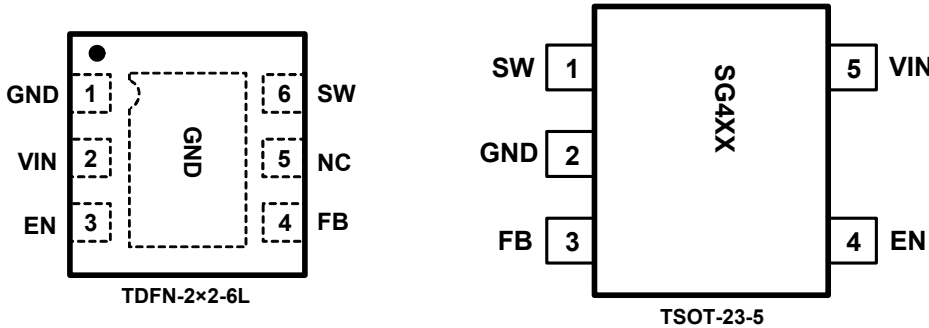 GND 1 6 SW
VIN 2 GND 5 NC
EN 3 4 FB
TDFN-2×2-6L
SW 1 SG4XX 5 VIN
GND 2
FB 3 4 EN
TSOT-23-5